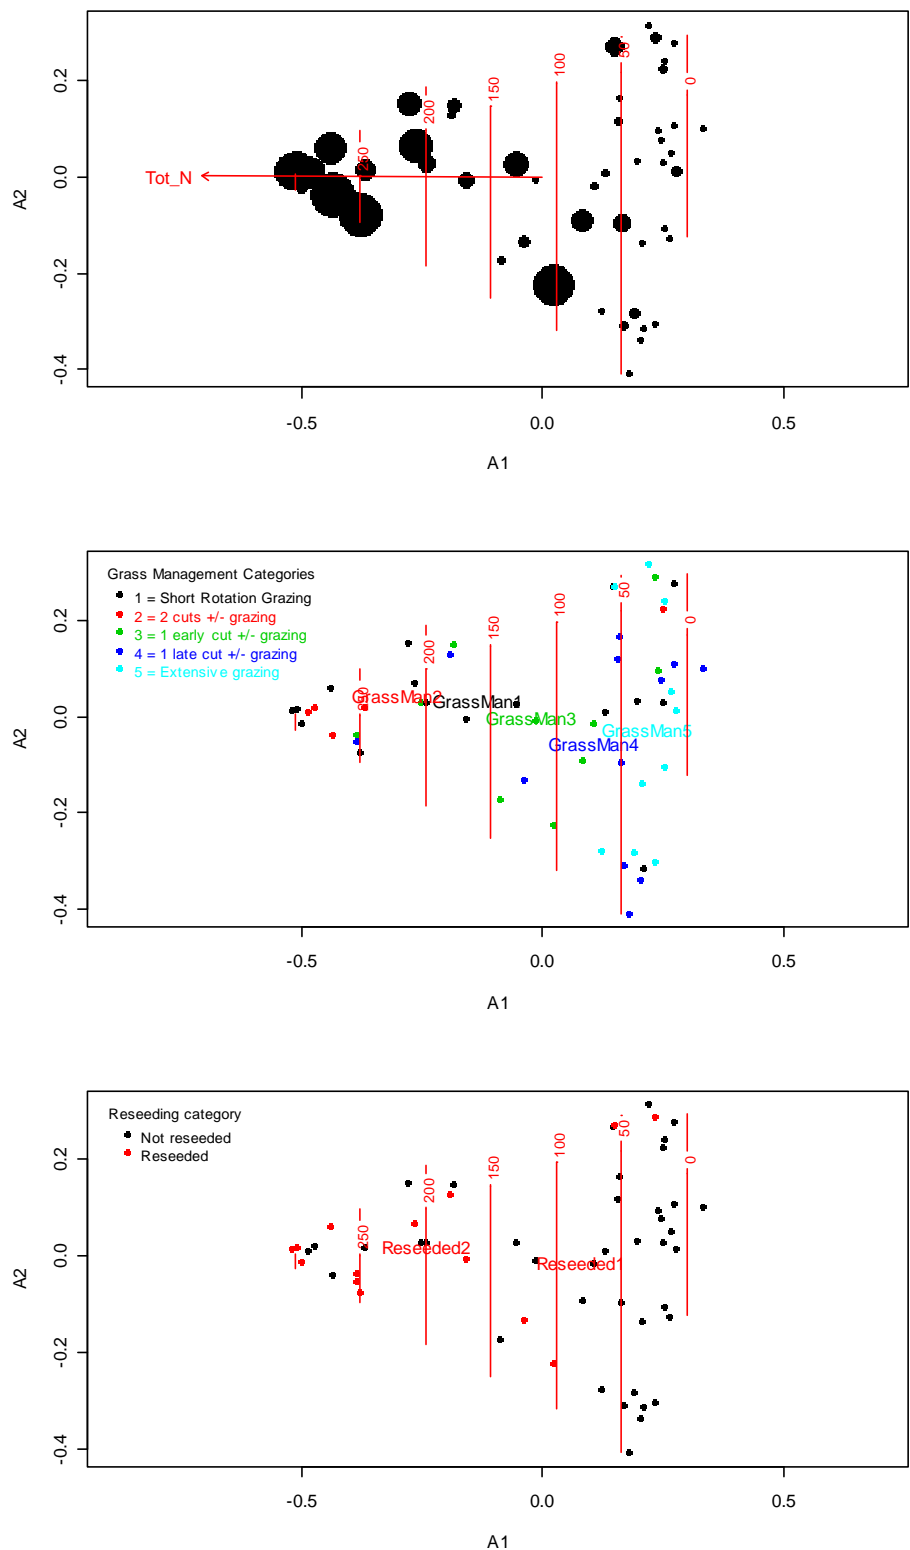 0.2
0.0
-0.2
-0.4
A2
Tot_N
250
200
150
100
50
0
-0.5
0.0
0.5
A1
Grass Management Categories
1 = Short Rotation Grazing
2 = 2 cuts +/- grazing
3 = 1 early cut +/- grazing
4 = 1 late cut +/- grazing
5 = Extensive grazing
0.2
0.0
-0.2
-0.4
A2
250
200
150
100
50
0
GrassMan2
GrassMan1
GrassMan3
GrassMan4
GrassMan5
-0.5
0.0
0.5
A1
Reseeding category
Not reseeded
Reseeded
0.2
0.0
-0.2
-0.4
A2
250
200
150
100
50
0
Reseeded2
Reseeded1
-0.5
0.0
0.5
A1